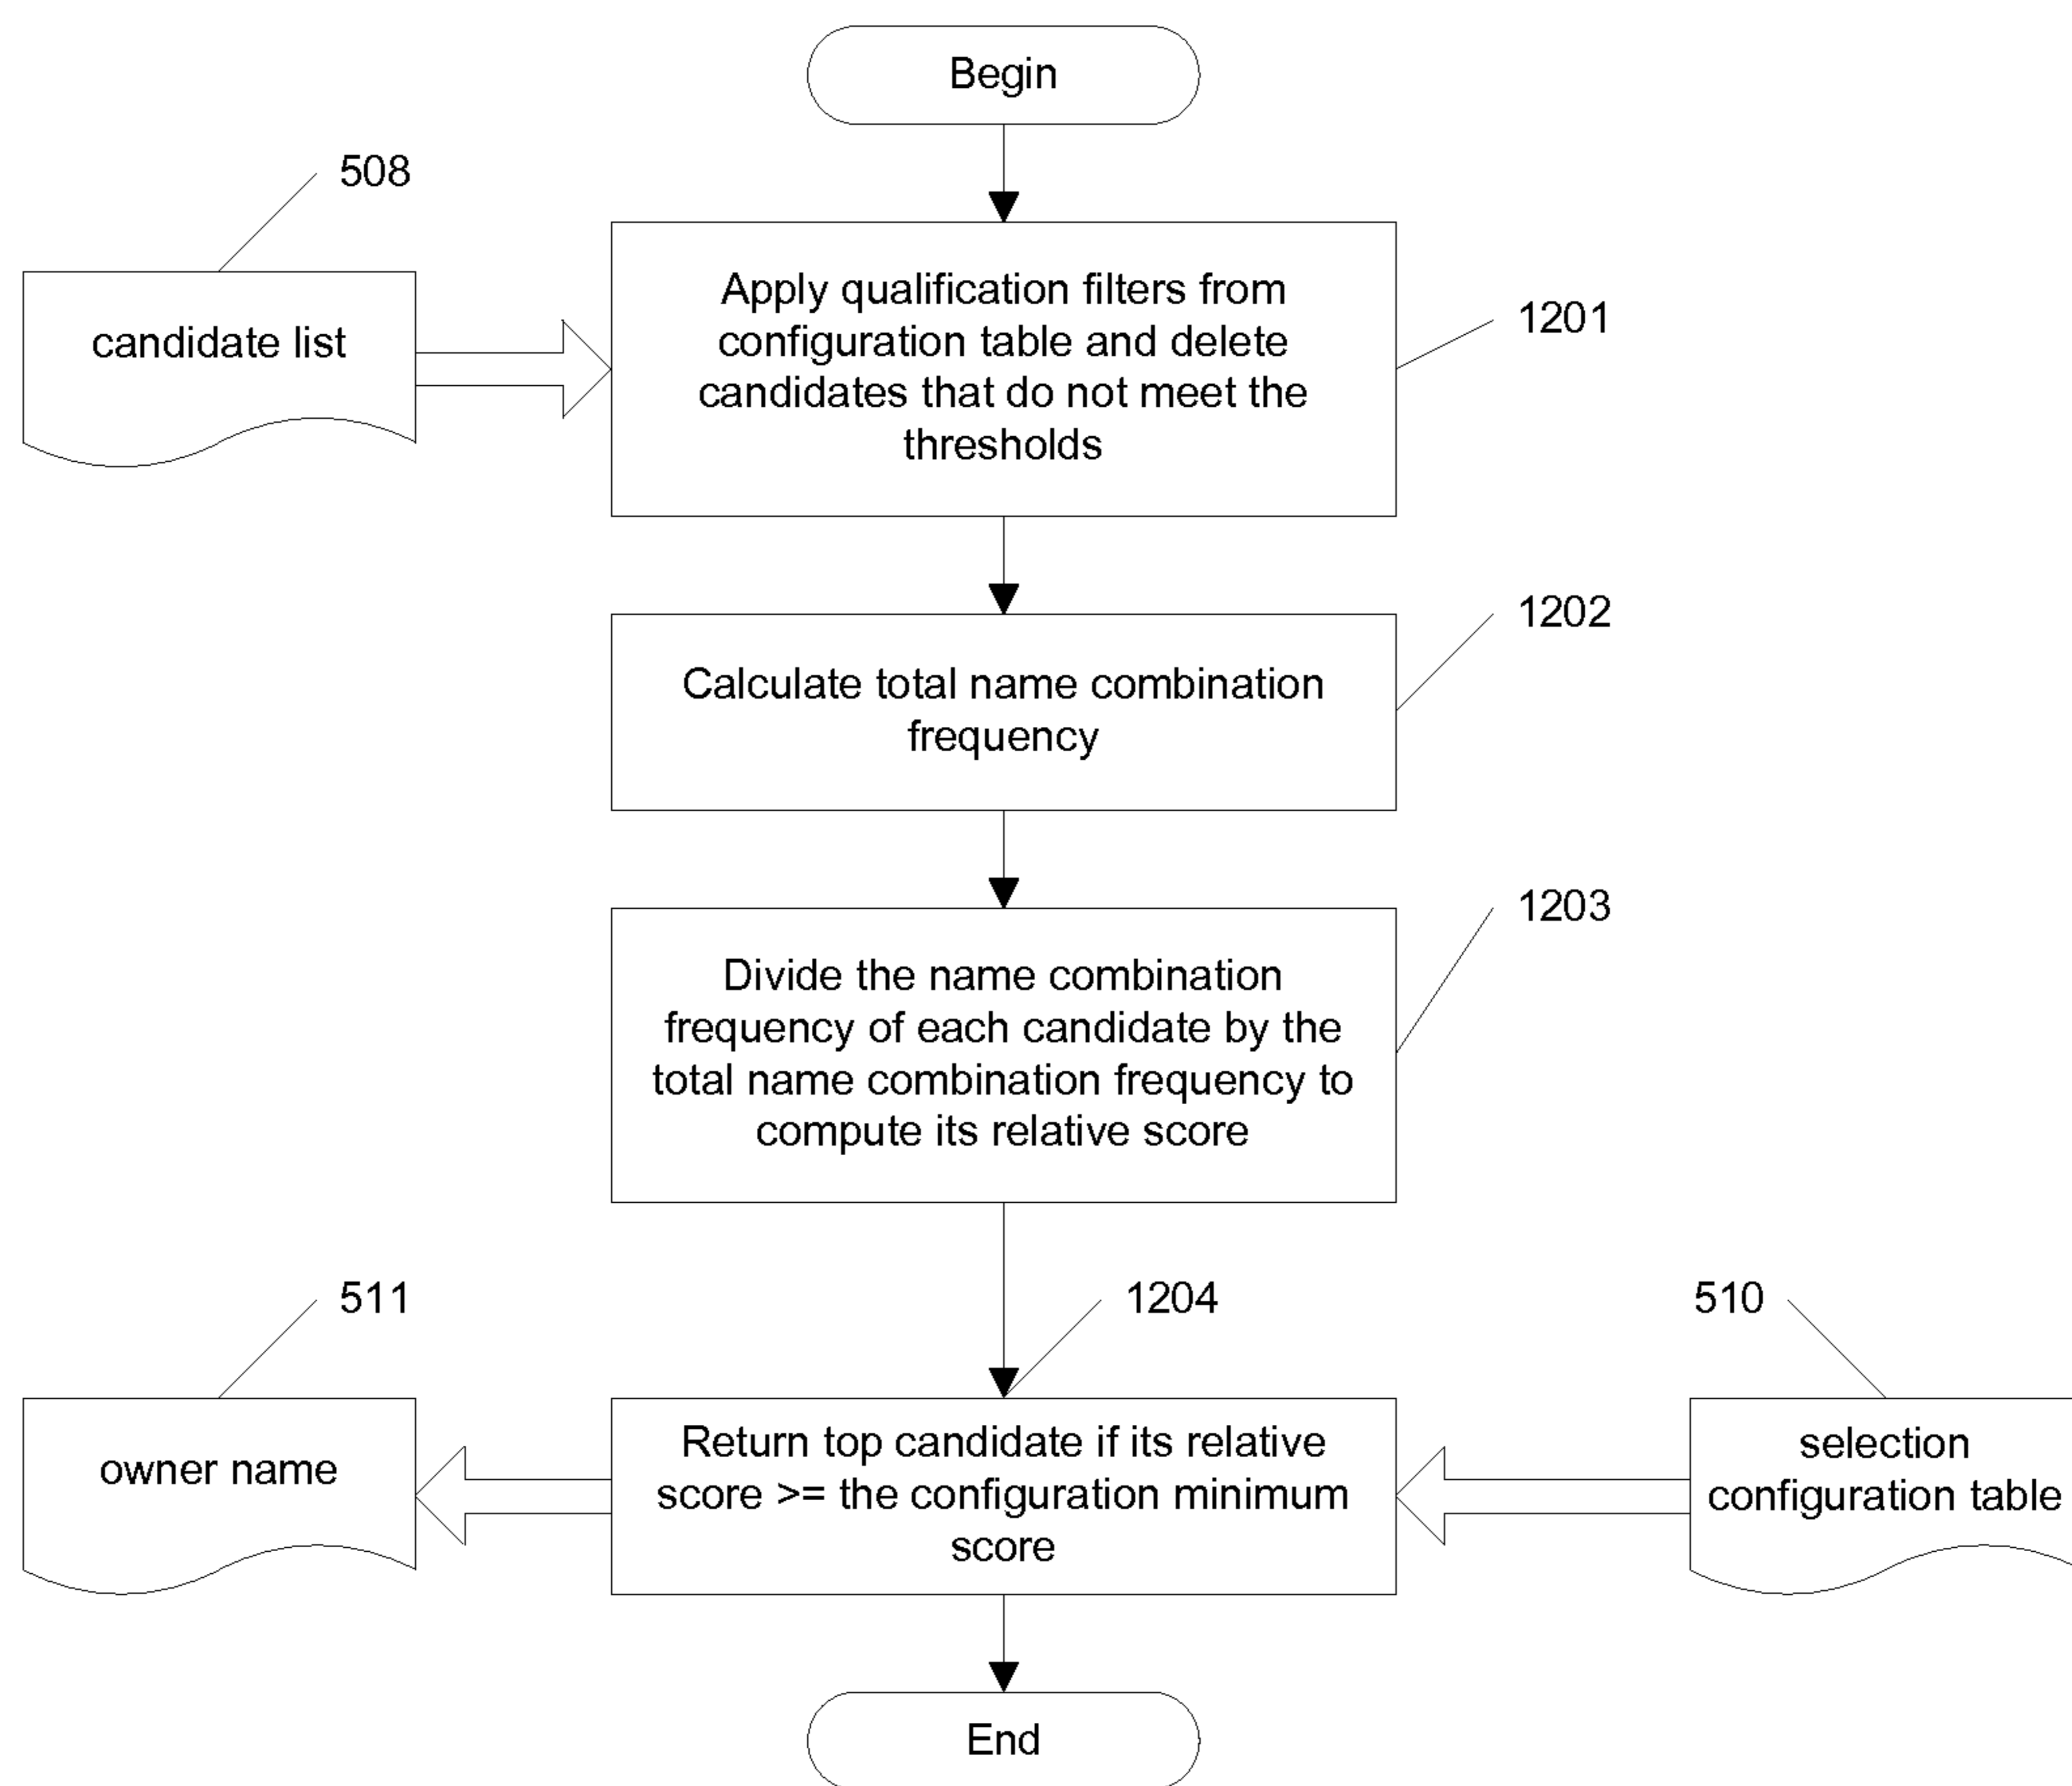 Begin
508
candidate list
Apply qualification filters from
configuration table and delete
candidates that do not meet the
thresholds
1201
1202
Calculate total name combination
frequency
1203
Divide the name combination
frequency of each candidate by the
total name combination frequency to
compute its relative score
511
1204
510
owner name
Return top candidate if its relative
score >= the configuration minimum
score
selection
configuration table
End